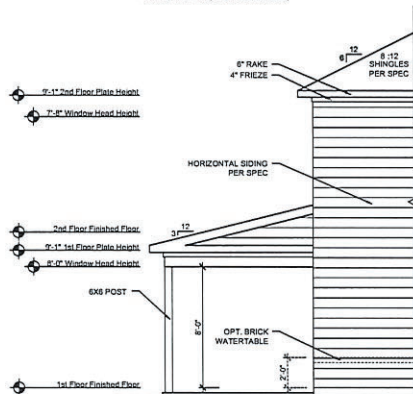 12
6
8 :12
SHINGLES
PER SPEC
6" RAKE
4" FRIEZE
9'-1" 2nd Floor Plate Height
7'-8" Window Head Height
HORIZONTAL SIDING
PER SPEC
2nd Floor Finished Floor
12
3
9'-1" 1st Floor Plate Height
8'-0" Window Head Height
6X6 POST
8'-0"
OPT. BRICK
WATERTABLE
2'-0"
1st Floor Finished Floor